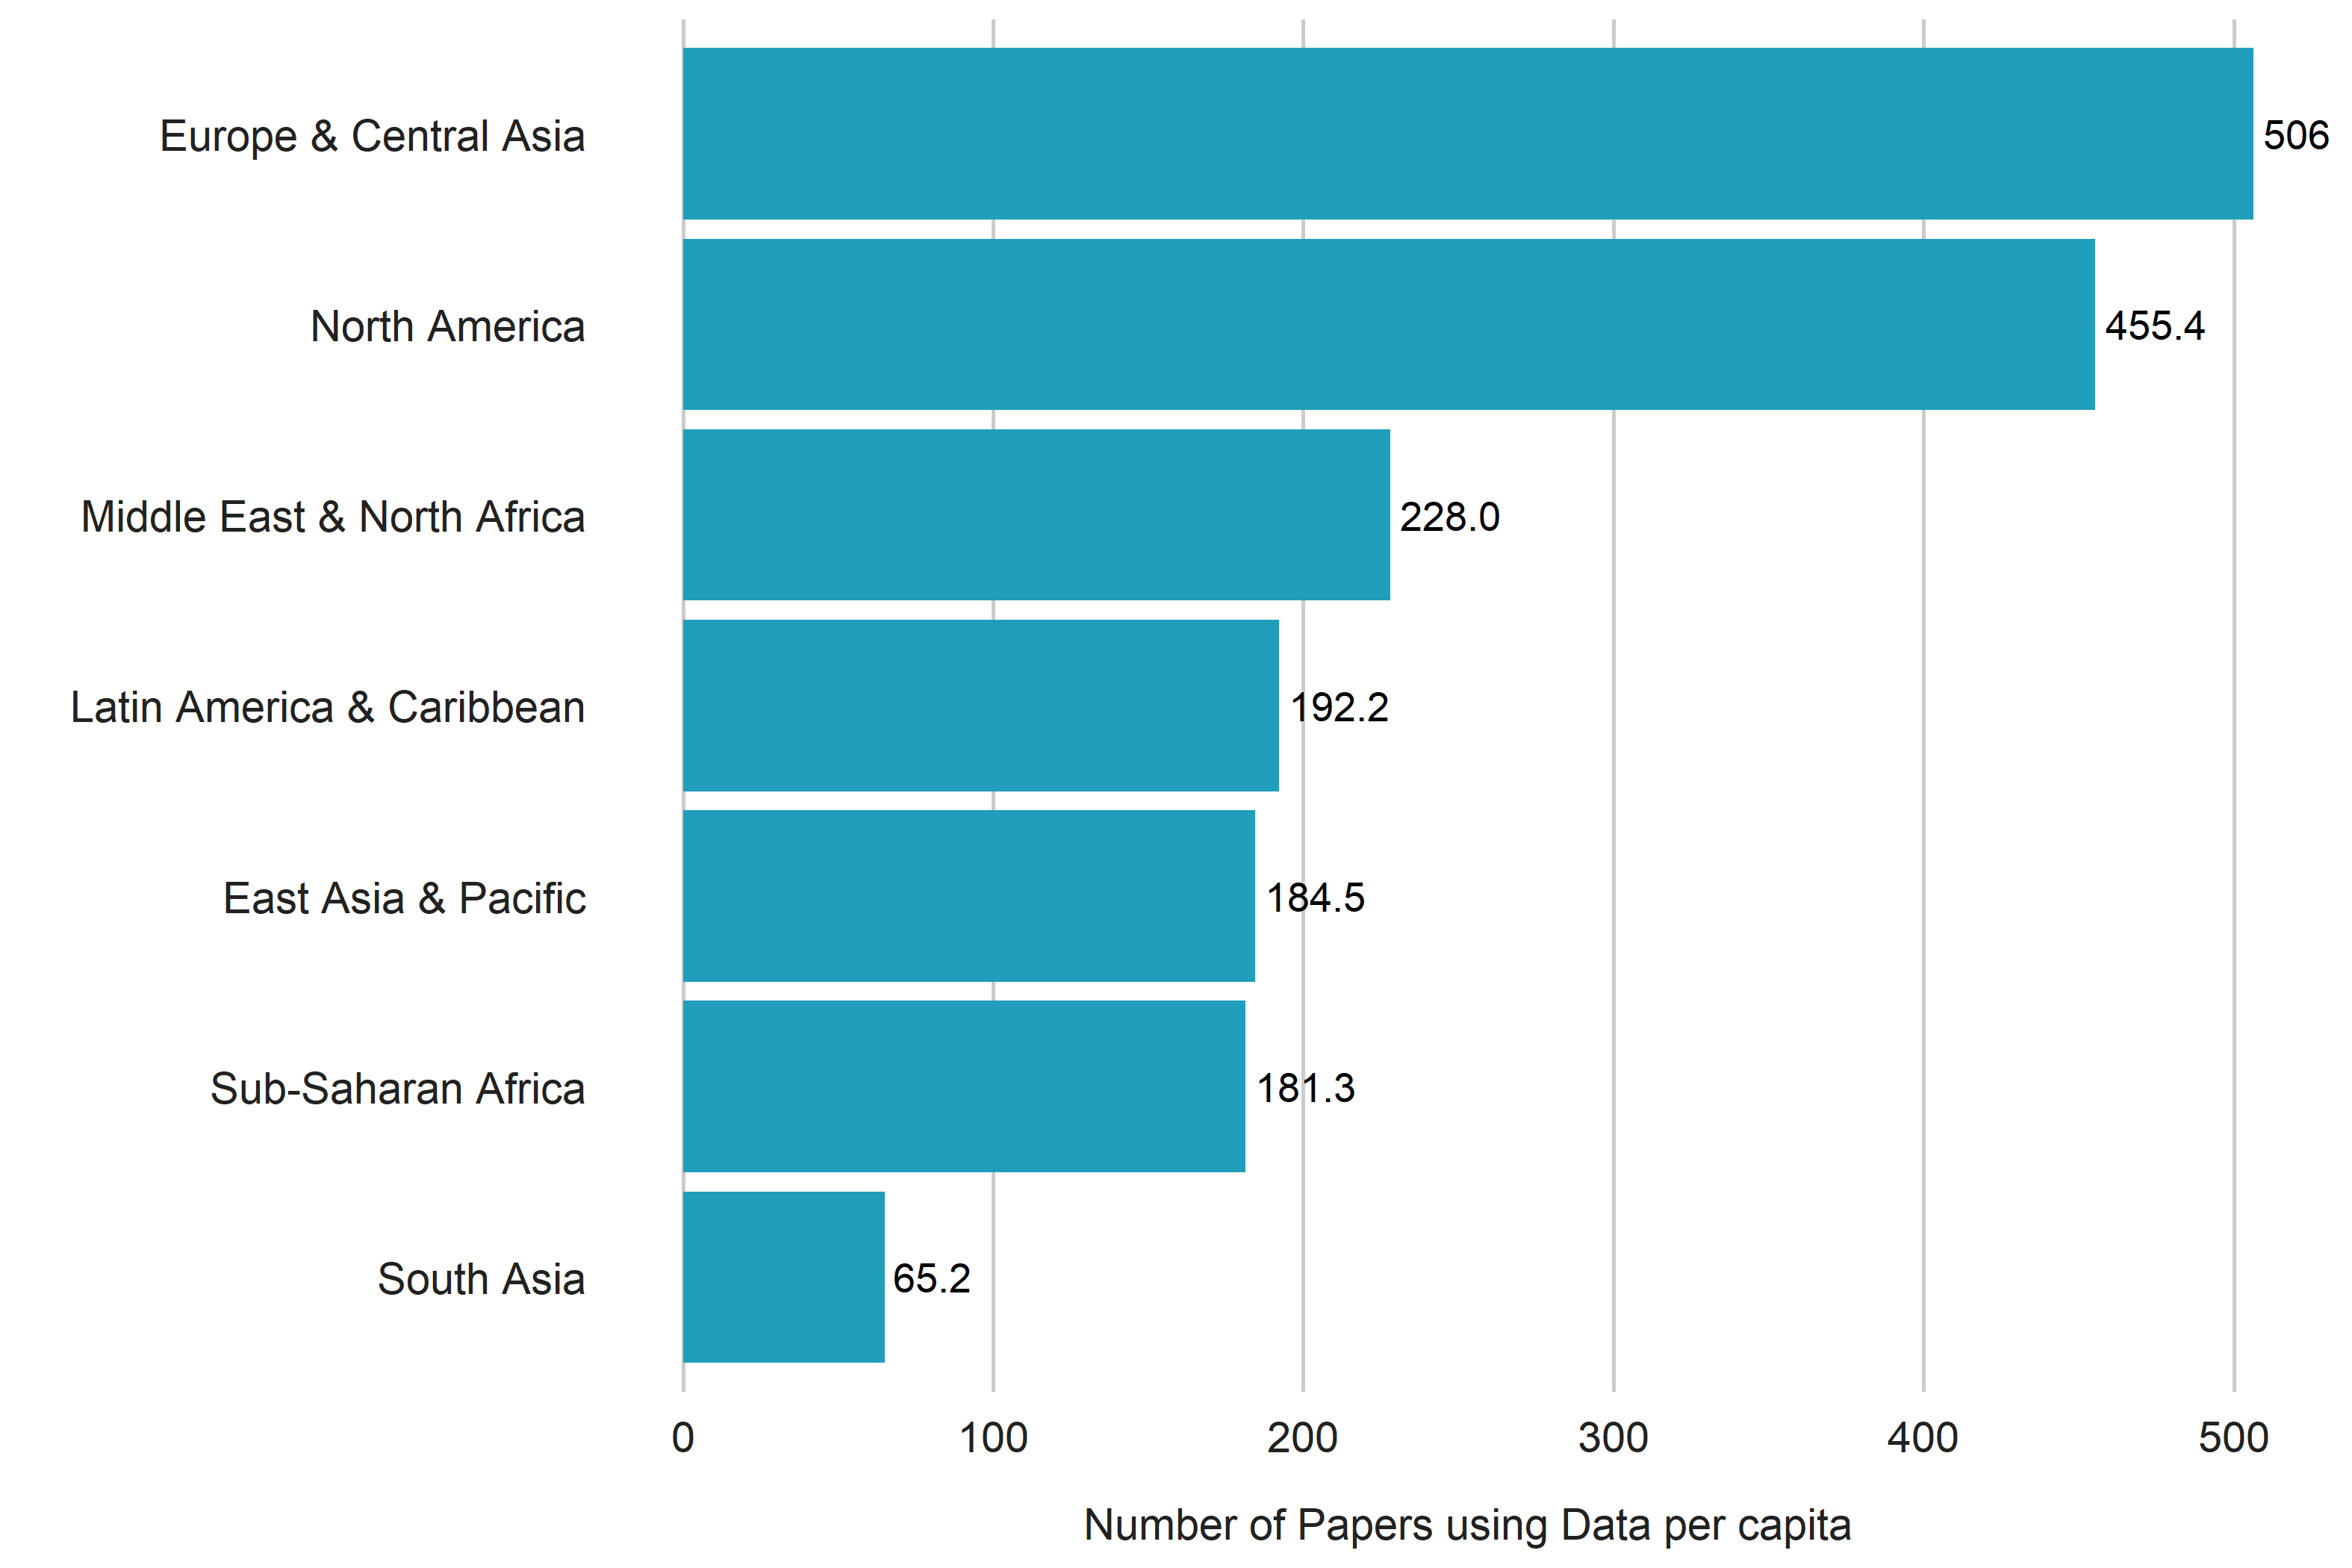 Europe & Central Asia 506
North America 455.4
Middle East & North Africa 228.0
Latin America & Caribbean 192.2
East Asia & Pacific 184.5
Sub-Saharan Africa 181.3
South Asia 65.2
0 100 200 300 400 500
Number of Papers using Data per capita